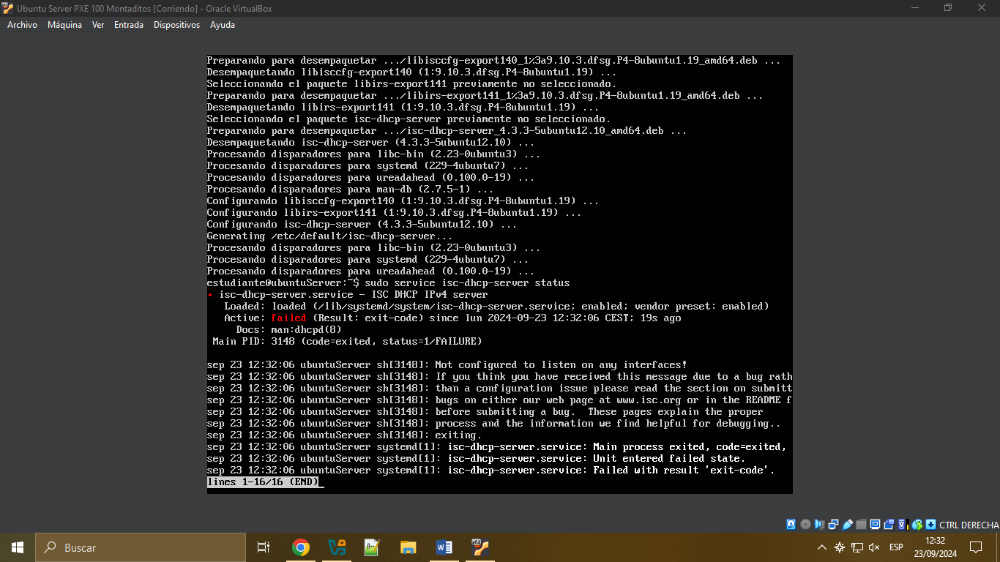 Ubuntu Server PXE 100 Montaditos [Corriendo] - Oracle VirtualBox
Archivo Máquina Ver Entrada Dispositivos Ayuda
Preparando para desempaquetar .../libisccfg-export140_1%3a9.10.3.dfsg.P4-8ubuntu1.19_amd64.deb ...
Desempaquetando libisccfg-export140 (1:9.10.3.dfsg.P4-8ubuntu1.19) ...
Seleccionando el paquete libirs-export141 previamente no seleccionado.
Preparando para desempaquetar .../libirs-export141_1%3a9.10.3.dfsg.P4-8ubuntu1.19_amd64.deb ...
Desempaquetando libirs-export141 (1:9.10.3.dfsg.P4-8ubuntu1.19) ...
Seleccionando el paquete isc-dhcp-server previamente no seleccionado.
Preparando para desempaquetar .../isc-dhcp-server_4.3.3-5ubuntu12.10_amd64.deb ...
Desempaquetando isc-dhcp-server (4.3.3-5ubuntu12.10) ...
Procesando disparadores para libc-bin (2.23-0ubuntu3) ...
Procesando disparadores para systemd (229-4ubuntu7) ...
Procesando disparadores para ureadahead (0.100.0-19) ...
Procesando disparadores para man-db (2.7.5-1) ...
Configurando libisccfg-export140 (1:9.10.3.dfsg.P4-8ubuntu1.19) ...
Configurando libirs-export141 (1:9.10.3.dfsg.P4-8ubuntu1.19) ...
Configurando isc-dhcp-server (4.3.3-5ubuntu12.10) ...
Generating /etc/default/isc-dhcp-server...
Procesando disparadores para libc-bin (2.23-0ubuntu3) ...
Procesando disparadores para systemd (229-4ubuntu7) ...
Procesando disparadores para ureadahead (0.100.0-19) ...
estudiante@ubuntuServer:~$ sudo service isc-dhcp-server status
• isc-dhcp-server.service - ISC DHCP IPv4 server
Loaded: loaded (/lib/systemd/system/isc-dhcp-server.service; enabled; vendor preset: enabled)
Active: failed (Result: exit-code) since lun 2024-09-23 12:32:06 CEST; 19s ago
Docs: man:dhcpd(8)
Main PID: 3148 (code=exited, status=1/FAILURE)
sep 23 12:32:06 ubuntuServer sh[3148]: Not configured to listen on any interfaces!
sep 23 12:32:06 ubuntuServer sh[3148]: If you think you have received this message due to a bug rath
sep 23 12:32:06 ubuntuServer sh[3148]: than a configuration issue please read the section on submitt
sep 23 12:32:06 ubuntuServer sh[3148]: bugs on either our web page at www.isc.org or in the README f
sep 23 12:32:06 ubuntuServer sh[3148]: before submitting a bug.  These pages explain the proper
sep 23 12:32:06 ubuntuServer sh[3148]: process and the information we find helpful for debugging..
sep 23 12:32:06 ubuntuServer sh[3148]: exiting.
sep 23 12:32:06 ubuntuServer systemd[1]: isc-dhcp-server.service: Main process exited, code=exited,
sep 23 12:32:06 ubuntuServer systemd[1]: isc-dhcp-server.service: Unit entered failed state.
sep 23 12:32:06 ubuntuServer systemd[1]: isc-dhcp-server.service: Failed with result 'exit-code'.
lines 1-16/16 (END)
CTRL DERECHA
Buscar
ESP
12:32
23/09/2024